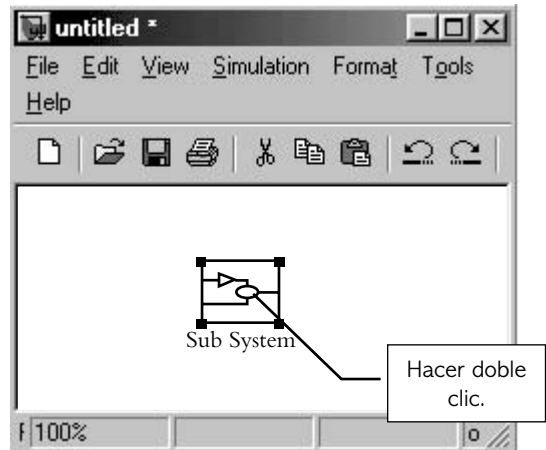 untitled *
File Edit View Simulation Format Tools
Help
Sub System
Hacer doble
clic.
100%